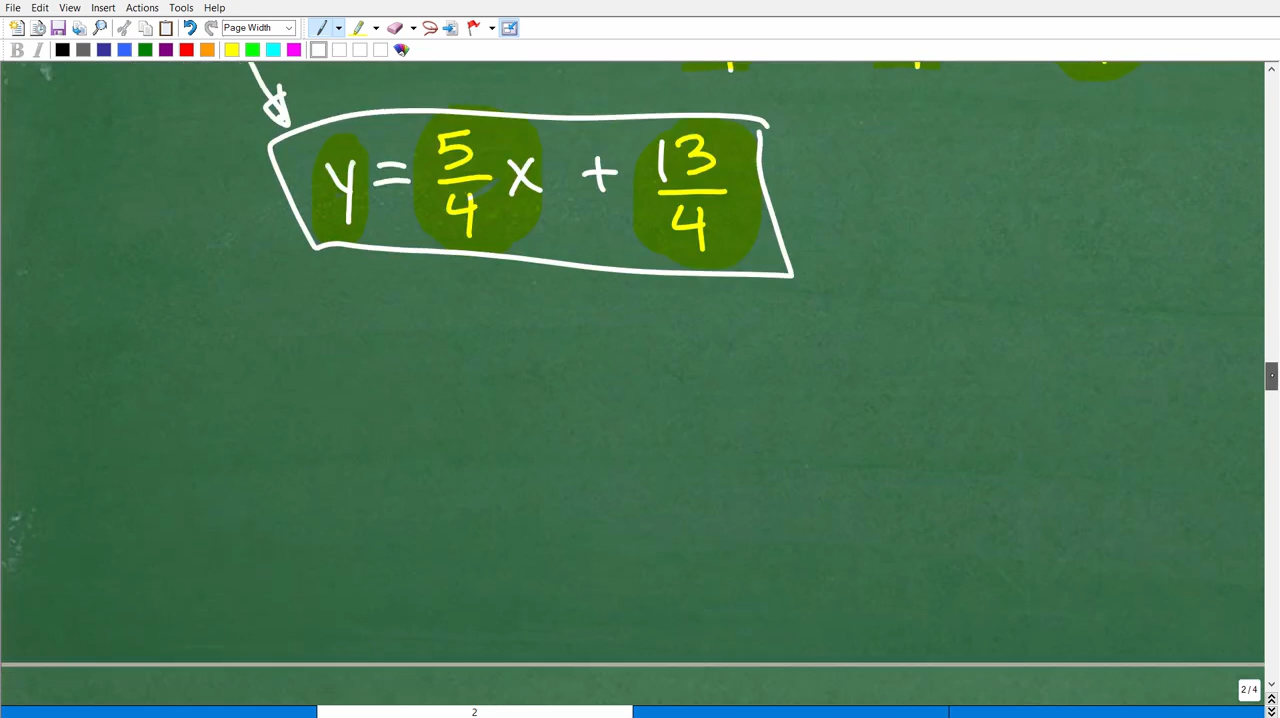 File Edit View Insert Actions Tools Help
Page Width
B I
y = 5/4 x + 13/4
2 / 4
2